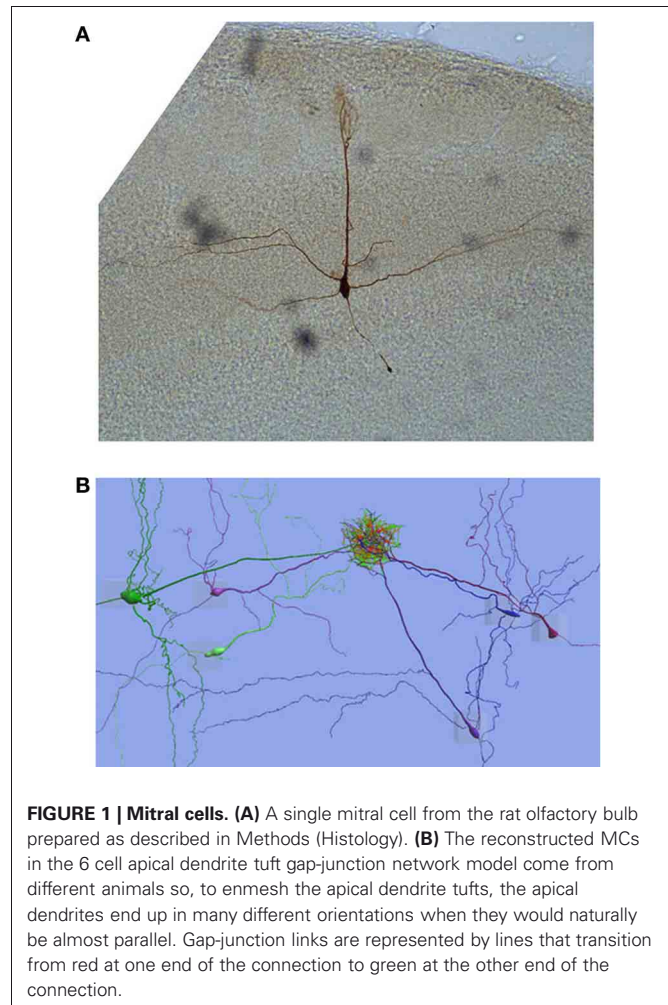 A
B
FIGURE 1 | Mitral cells. (A) A single mitral cell from the rat olfactory bulb
prepared as described in Methods (Histology). (B) The reconstructed MCs
in the 6 cell apical dendrite tuft gap-junction network model come from
different animals so, to enmesh the apical dendrite tufts, the apical
dendrites end up in many different orientations when they would naturally
be almost parallel. Gap-junction links are represented by lines that transition
from red at one end of the connection to green at the other end of the
connection.